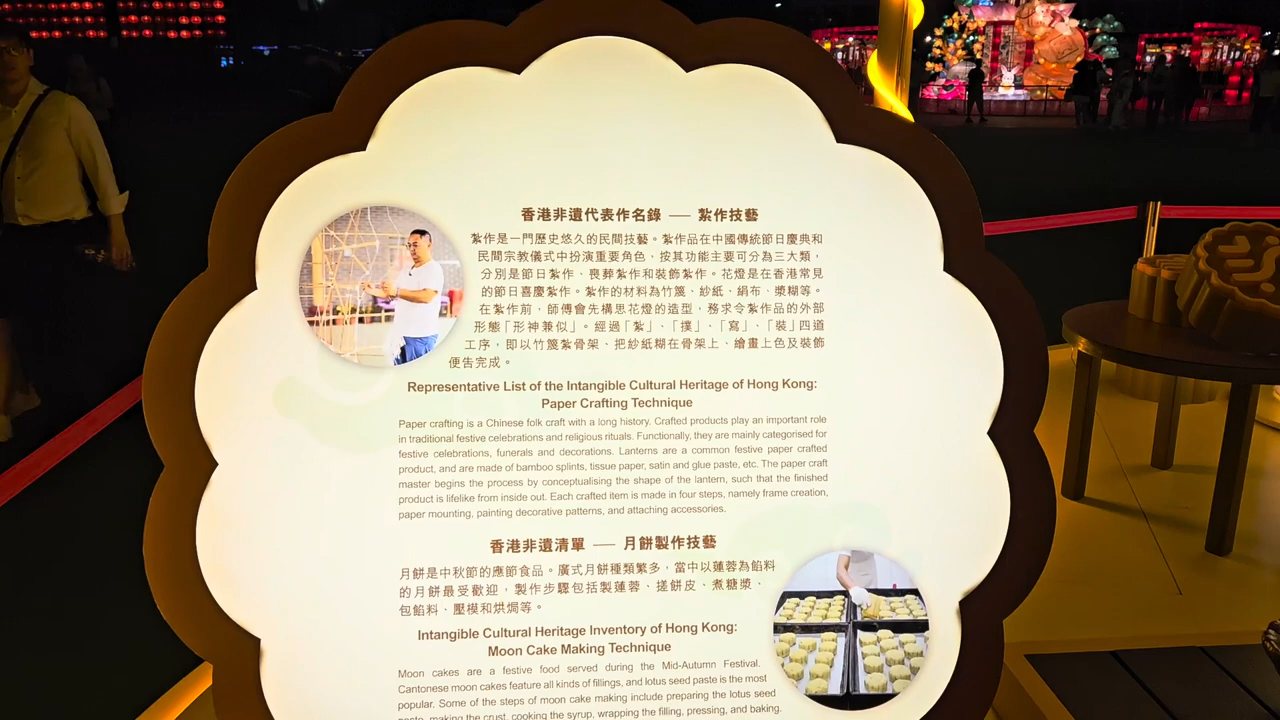 香港非遺代表作名錄 — 紮作技藝
紮作是一門歷史悠久的民間技藝。紮作品在中國傳統節日慶典和
民間宗教儀式中扮演重要角色、按其功能主要可分為三大類，
分別是節日紮作、喪葬紮作和裝飾紮作。花燈是在香港常見
的節日喜慶紮作。紮作的材料為竹篾、紗紙、絹布、漿糊等。
在紮作前，師傅會先構思花燈的造型，務求令紮作品的外部
形態「形神兼似」。經過「紮」、「撲」、「寫」、「裝」四道
工序，即以竹篾紮骨架、把紗紙糊在骨架上、繪畫上色及裝飾
便告完成。
Representative List of the Intangible Cultural Heritage of Hong Kong:
Paper Crafting Technique
Paper crafting is a Chinese folk craft with a long history. Crafted products play an important role
in traditional festive celebrations and religious rituals. Functionally, they are mainly categorised for
festive celebrations, funerals and decorations. Lanterns are a common festive paper crafted
product, and are made of bamboo splints, tissue paper, satin and glue paste, etc. The paper craft
master begins the process by conceptualising the shape of the lantern, such that the finished
product is lifelike from inside out. Each crafted item is made in four steps, namely frame creation,
paper mounting, painting decorative patterns, and attaching accessories.
香港非遺清單 — 月餅製作技藝
月餅是中秋節的應節食品。廣式月餅種類繁多，當中以蓮蓉為餡料
的月餅最受歡迎，製作步驟包括製蓮蓉、搓餅皮、煮糖漿、
包餡料、壓模和烘焗等。
Intangible Cultural Heritage Inventory of Hong Kong:
Moon Cake Making Technique
Moon cakes are a festive food served during the Mid-Autumn Festival.
Cantonese moon cakes feature all kinds of fillings, and lotus seed paste is the most
popular. Some of the steps of moon cake making include preparing the lotus seed
paste, making the crust, cooking the syrup, wrapping the filling, pressing, and baking.